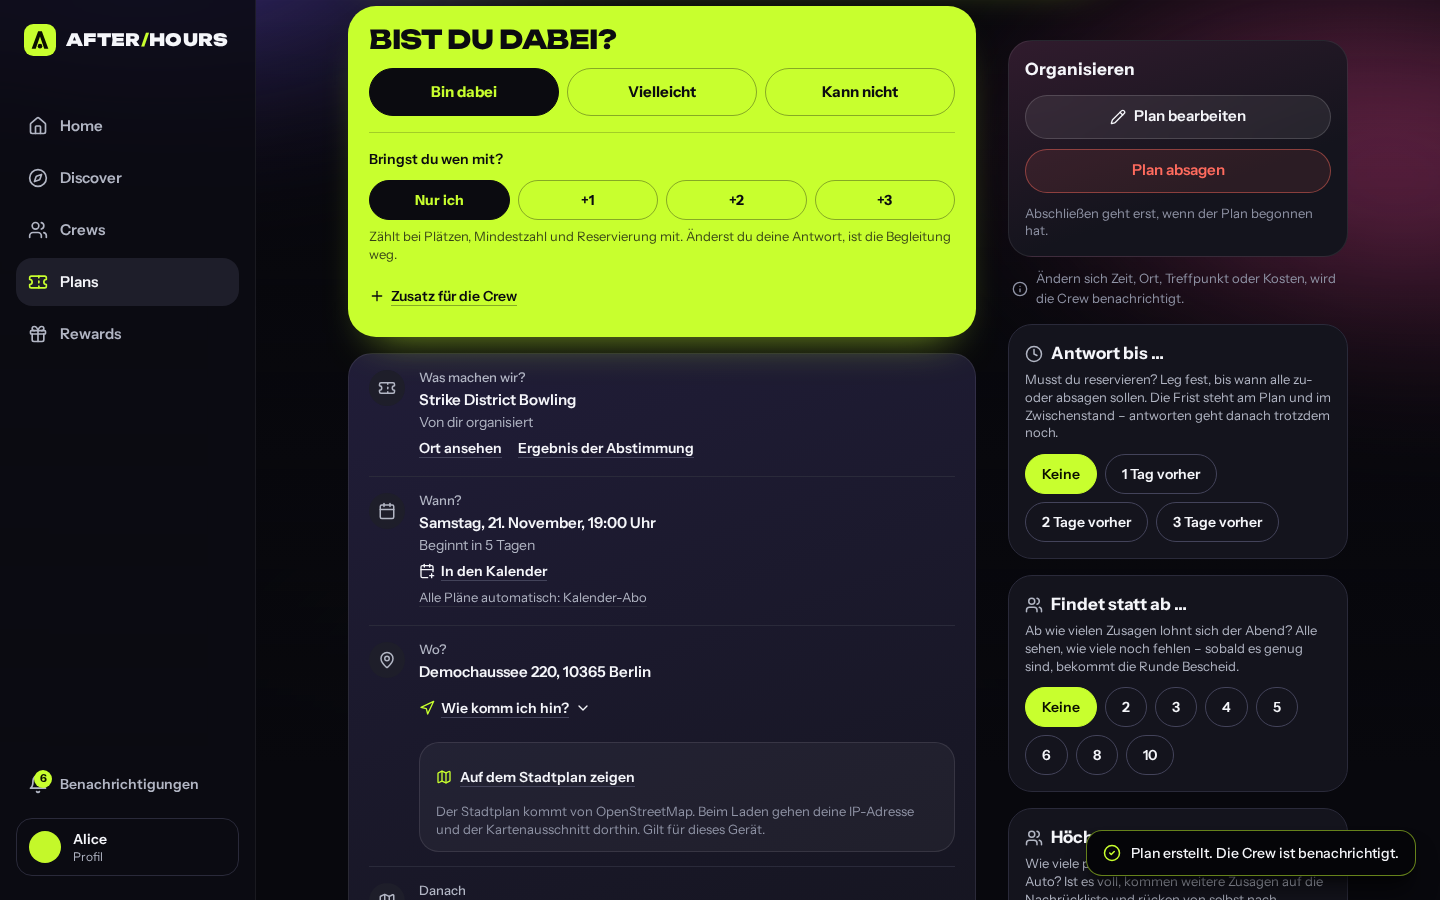 AFTER/HOURS
Home
Discover
Crews
Plans
Rewards
6
Benachrichtigungen
Alice
Profil
BIST DU DABEI?
Bin dabei
Vielleicht
Kann nicht
Bringst du wen mit?
Nur ich
+1
+2
+3
Zählt bei Plätzen, Mindestzahl und Reservierung mit. Änderst du deine Antwort, ist die Begleitung
weg.
Zusatz für die Crew
Was machen wir?
Strike District Bowling
Von dir organisiert
Ort ansehen Ergebnis der Abstimmung
Wann?
Samstag, 21. November, 19:00 Uhr
Beginnt in 5 Tagen
In den Kalender
Alle Pläne automatisch: Kalender-Abo
Wo?
Demochaussee 220, 10365 Berlin
Wie komm ich hin?
Auf dem Stadtplan zeigen
Der Stadtplan kommt von OpenStreetMap. Beim Laden gehen deine IP-Adresse
und der Kartenausschnitt dorthin. Gilt für dieses Gerät.
Danach
Organisieren
Plan bearbeiten
Plan absagen
Abschließen geht erst, wenn der Plan begonnen
hat.
Ändern sich Zeit, Ort, Treffpunkt oder Kosten, wird
die Crew benachrichtigt.
Antwort bis ...
Musst du reservieren? Leg fest, bis wann alle zu-
oder absagen sollen. Die Frist steht am Plan und im
Zwischenstand – antworten geht danach trotzdem
noch.
Keine
1 Tag vorher
2 Tage vorher
3 Tage vorher
Findet statt ab ...
Ab wie vielen Zusagen lohnt sich der Abend? Alle
sehen, wie viele noch fehlen – sobald es genug
sind, bekommt die Runde Bescheid.
Keine
2
3
4
5
6
8
10
Wie viele
Auto? Ist es voll, kommen weitere Zusagen auf die
Nachrückliste und rücken von selbst nach
Plan erstellt. Die Crew ist benachrichtigt.